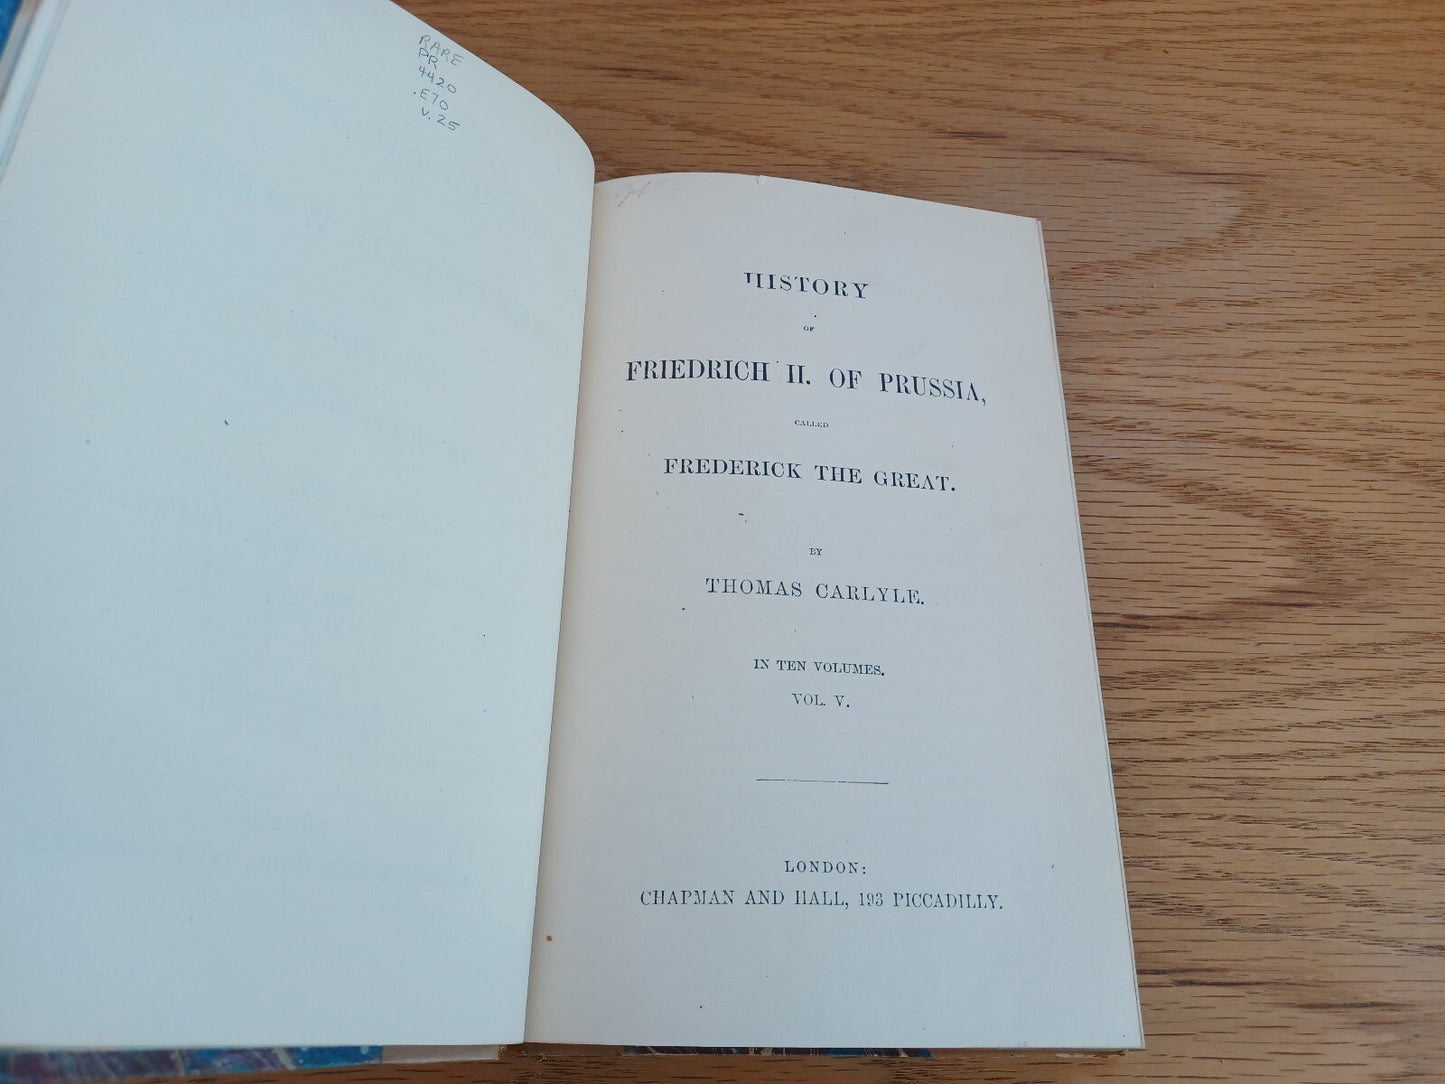 RARE
PR
4420
.E70
v.25
HISTORY
OF
FRIEDRICH II. OF PRUSSIA,
CALLED
FREDERICK THE GREAT.
BY
THOMAS CARLYLE.
IN TEN VOLUMES.
VOL. V.
LONDON:
CHAPMAN AND HALL, 193 PICCADILLY.